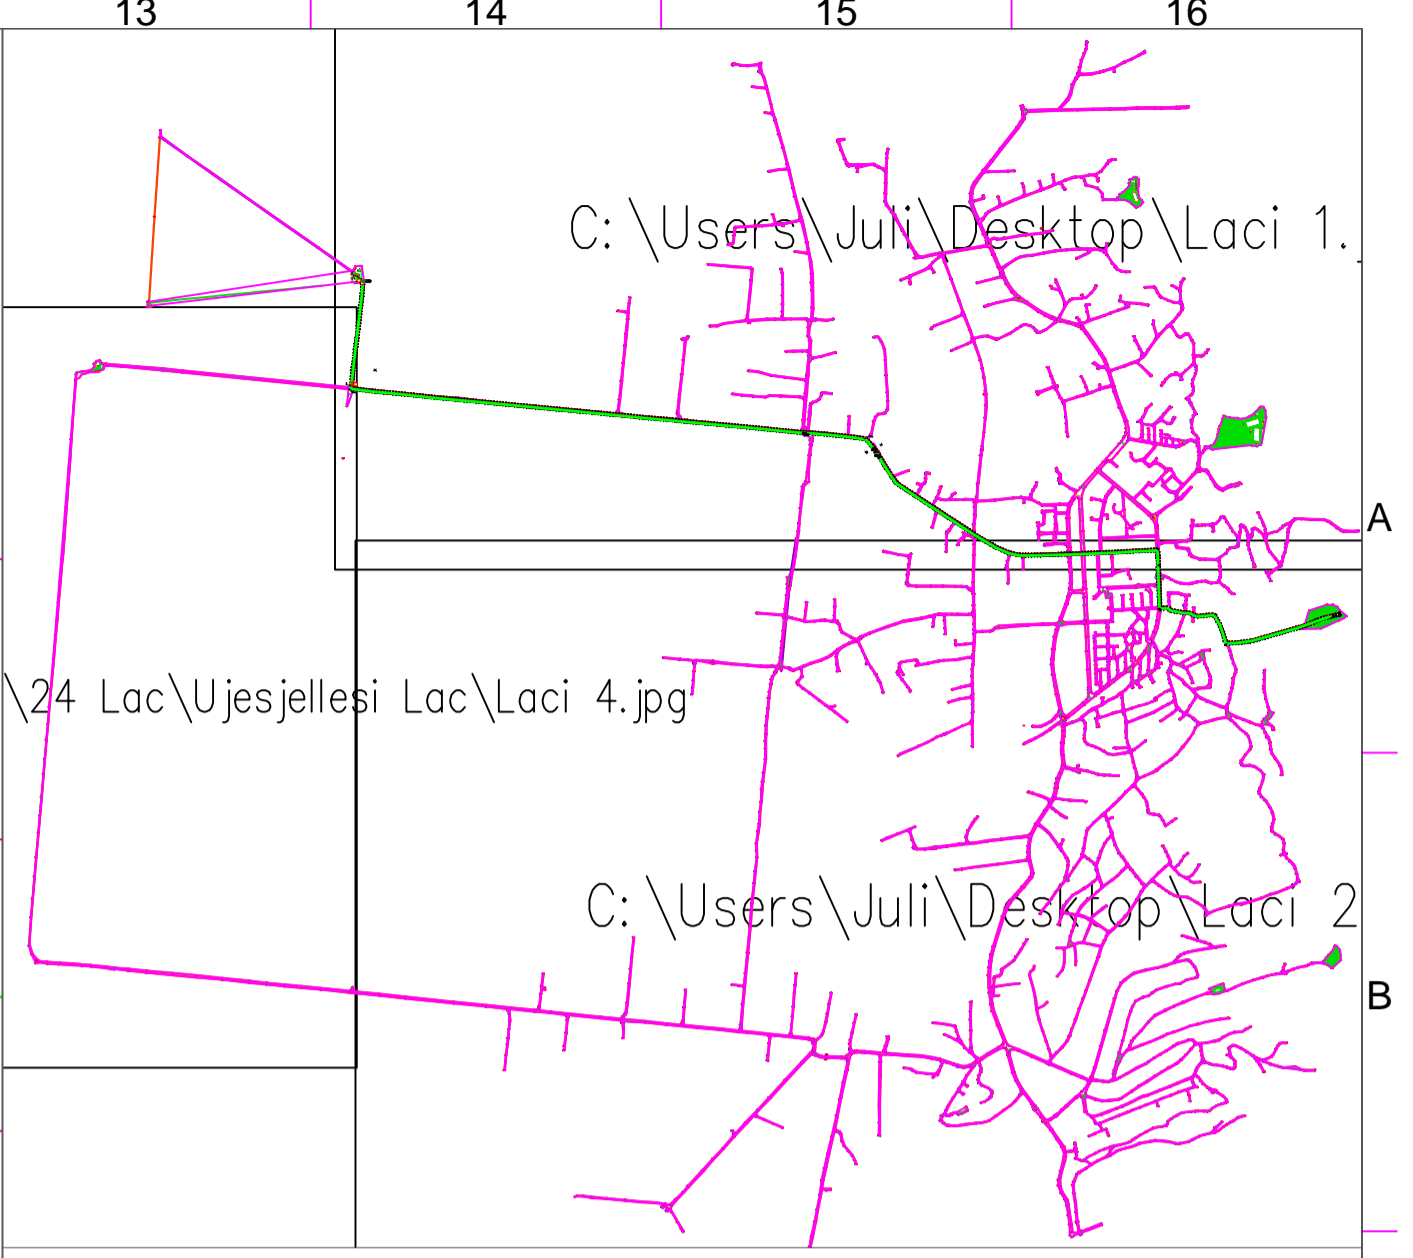 13 14 15 16
C:\Users\Juli\Desktop\Laci 1.
A
\24 Lac\Ujesjellesi Lac\Laci 4.jpg
C:\Users\Juli\Desktop\Laci 2
B